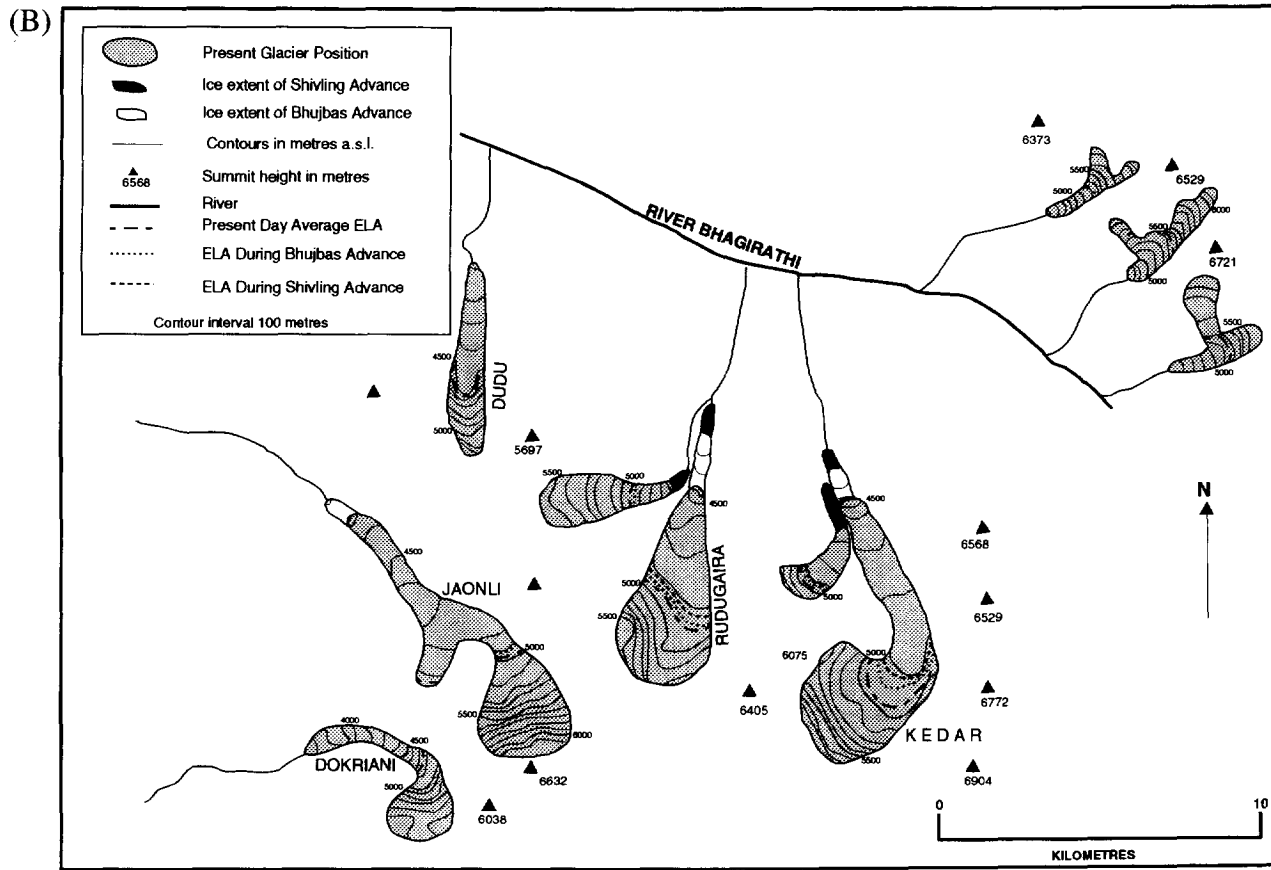 (B)
Present Glacier Position
Ice extent of Shivling Advance
Ice extent of Bhujbas Advance
Contours in metres a.s.l.
6568
Summit height in metres
River
Present Day Average ELA
ELA During Bhujbas Advance
ELA During Shivling Advance
Contour interval 100 metres
6373
5500
5000
6529
6000
5500
5000
6721
5500
5000
RIVER BHAGIRATHI
4500
5000
DUDU
5697
5500
5000
4500
5000
5500
RUDUGAIRA
4500
5000
6075
5000
5500
KEDAR
N
6568
6529
6772
6904
6405
4500
JAONLI
5000
5500
6000
6632
4000
4500
DOKRIANI
5000
6038
0
10
KILOMETRES